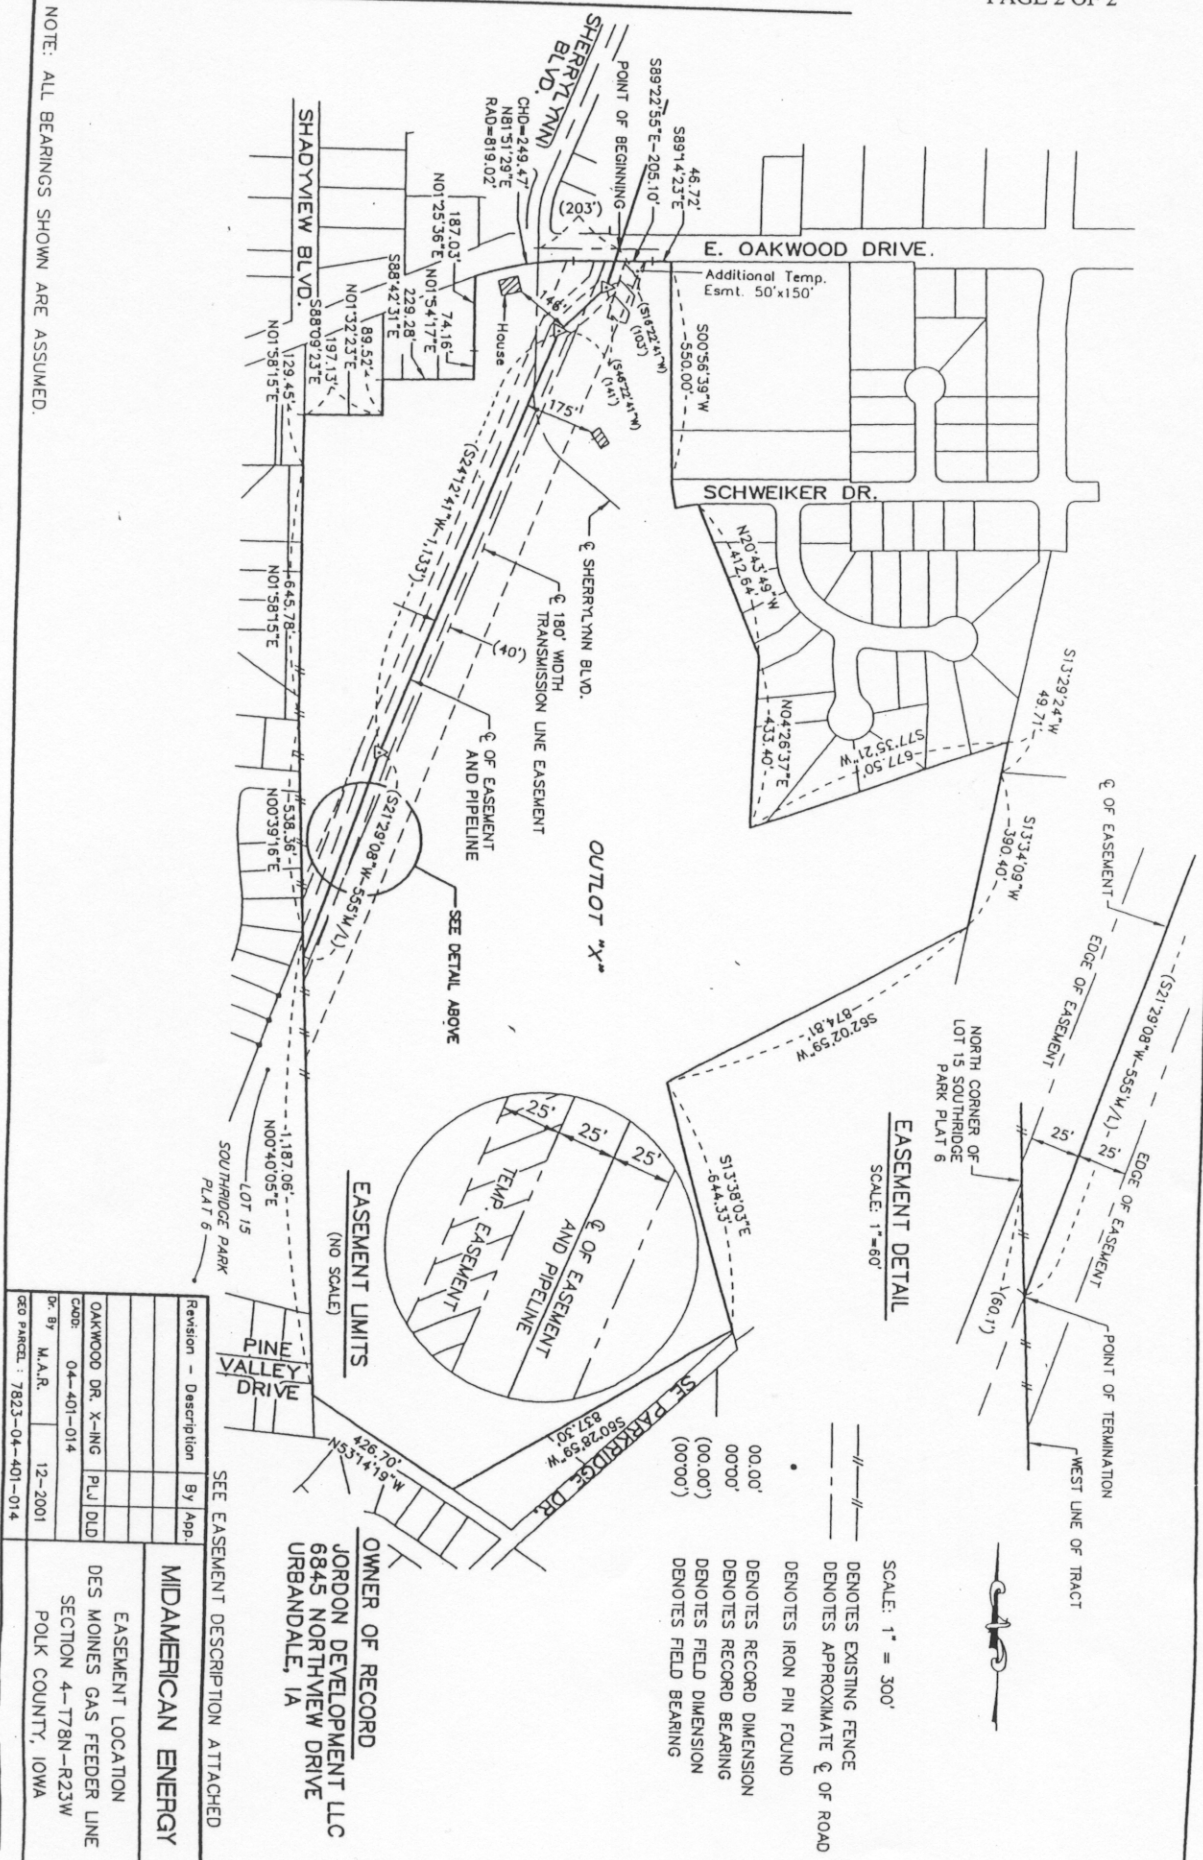 PAGE 2 OF 2
NOTE: ALL BEARINGS SHOWN ARE ASSUMED.
SHERRYLYNN
BLVD.
POINT OF BEGINNING
S89°22'55"E-205.10'
46.72'
S89°14'23"E
CHD=249.47'
N81°51'29"E
RAD=819.02'
(203')
E. OAKWOOD DRIVE.
Additional Temp.
Esmt. 50'x150'
(S16°22'41"W)
(103')
(S46°22'41"W)
(141')
S00°56'39"W
-550.00'-
SHADYVIEW BLVD.
187.03'
N01°25'36"E
74.16'
N01°54'17"E
229.28'
S88°42'31"E
89.52'
N01°32'23"E
197.13'
S88°09'23"E
129.45'
N01°58'15"E
House
148'
175'
SCHWEIKER DR.
N20°43'49"W
412.64'
N04°26'37"E
-433.40'-
S77°35'21"W
-677.50'
S13°29'24"W
49.71'
S13°34'09"W
-390.40'
℄ SHERRYLYNN BLVD.
℄ 180' WIDTH
TRANSMISSION LINE EASEMENT
(40')
(S24°12'41"W-1,133')
℄ OF EASEMENT
AND PIPELINE
-645.78'-
N01°58'15"E
-538.36'-
N00°39'16"E
(S21°29'08"W-555'M/L)
SEE DETAIL ABOVE
OUTLOT "X"
S62°02'59"W
-874.81'-
S13°38'03"E
-644.33'-
-1,187.06'-
N00°40'05"E
LOT 15
SOUTHRIDGE PARK
PLAT 6
℄ OF EASEMENT
EDGE OF EASEMENT
(S21°29'08"W-555'M/L)
EDGE OF EASEMENT
25'
25'
NORTH CORNER OF
LOT 15 SOUTHRIDGE
PARK PLAT 6
(60.1')
POINT OF TERMINATION
WEST LINE OF TRACT
EASEMENT DETAIL
SCALE: 1"=60'
25'
25'
25'
TEMP. EASEMENT
℄ OF EASEMENT
AND PIPELINE
EASEMENT LIMITS
(NO SCALE)
PINE
VALLEY
DRIVE
426.70'
N53°14'19"W
SE. PARKRIDGE DR.
S60°28'59"W
837.30'
SCALE: 1" = 300'
DENOTES EXISTING FENCE
DENOTES APPROXIMATE ℄ OF ROAD
DENOTES IRON PIN FOUND
00.00' DENOTES RECORD DIMENSION
00°00' DENOTES RECORD BEARING
(00.00') DENOTES FIELD DIMENSION
(00°00') DENOTES FIELD BEARING
OWNER OF RECORD
JORDON DEVELOPMENT LLC
6845 NORTHVIEW DRIVE
URBANDALE, IA
SEE EASEMENT DESCRIPTION ATTACHED
Revision - Description By App.
OAKWOOD DR. X-ING PLJ DLD
CADD: 04-401-014
Dr. By M.A.R. 12-2001
GEO PARCEL : 7823-04-401-014
MIDAMERICAN ENERGY
EASEMENT LOCATION
DES MOINES GAS FEEDER LINE
SECTION 4-T78N-R23W
POLK COUNTY, IOWA